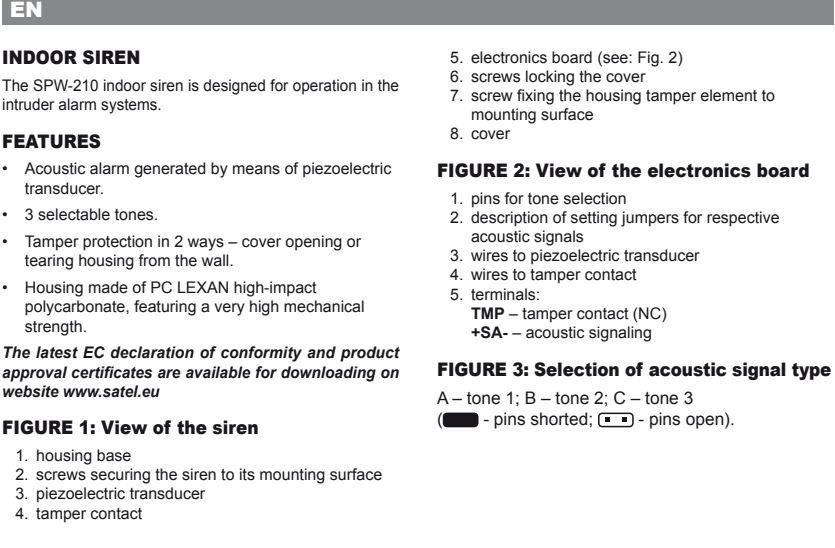 EN
INDOOR SIREN
The SPW-210 indoor siren is designed for operation in the
intruder alarm systems.
FEATURES
• Acoustic alarm generated by means of piezoelectric
transducer.
• 3 selectable tones.
• Tamper protection in 2 ways – cover opening or
tearing housing from the wall.
• Housing made of PC LEXAN high-impact
polycarbonate, featuring a very high mechanical
strength.
The latest EC declaration of conformity and product
approval certificates are available for downloading on
website www.satel.eu
FIGURE 1: View of the siren
1. housing base
2. screws securing the siren to its mounting surface
3. piezoelectric transducer
4. tamper contact
5. electronics board (see: Fig. 2)
6. screws locking the cover
7. screw fixing the housing tamper element to
mounting surface
8. cover
FIGURE 2: View of the electronics board
1. pins for tone selection
2. description of setting jumpers for respective
acoustic signals
3. wires to piezoelectric transducer
4. wires to tamper contact
5. terminals:
TMP – tamper contact (NC)
+SA- – acoustic signaling
FIGURE 3: Selection of acoustic signal type
A – tone 1; B – tone 2; C – tone 3
( - pins shorted; - pins open).